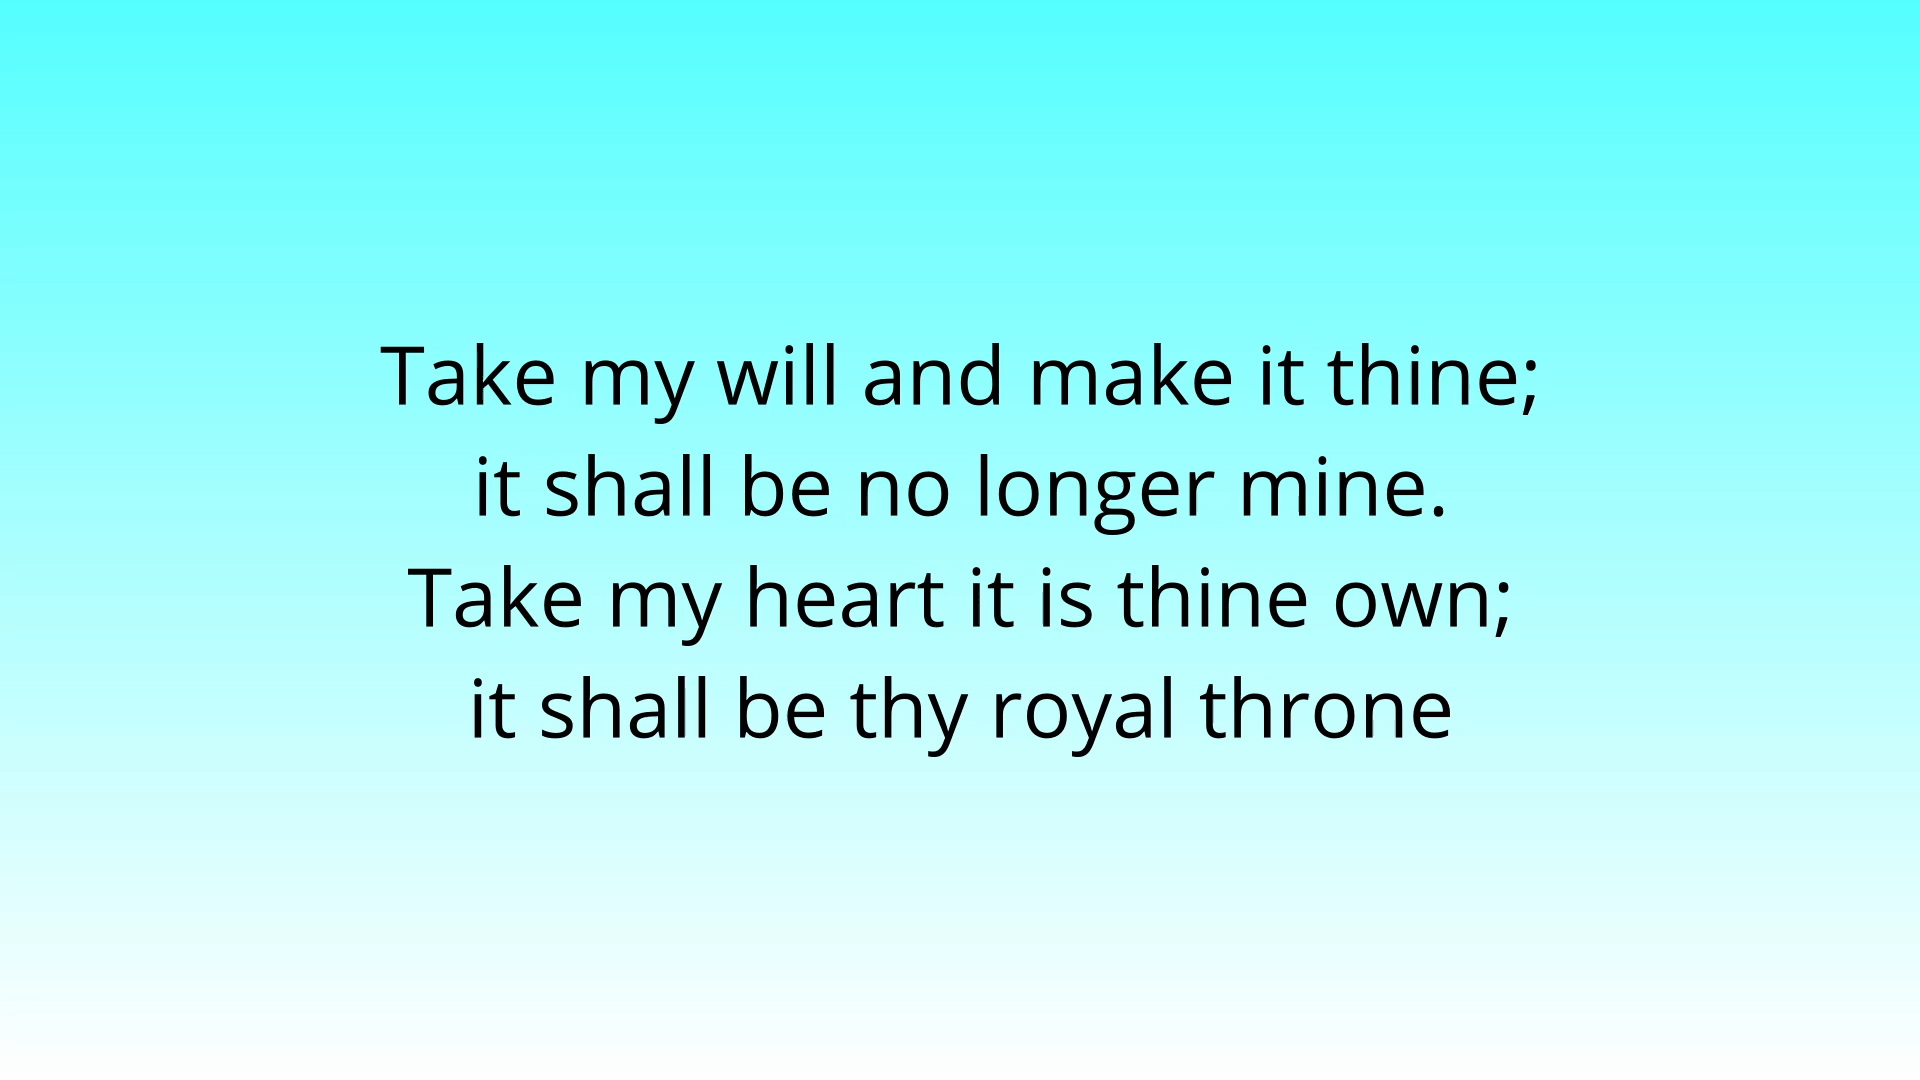 Take my will and make it thine;
it shall be no longer mine.
Take my heart it is thine own;
it shall be thy royal throne